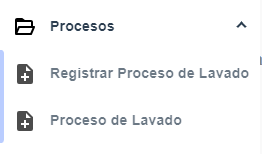 Procesos
Registrar Proceso de Lavado
Proceso de Lavado